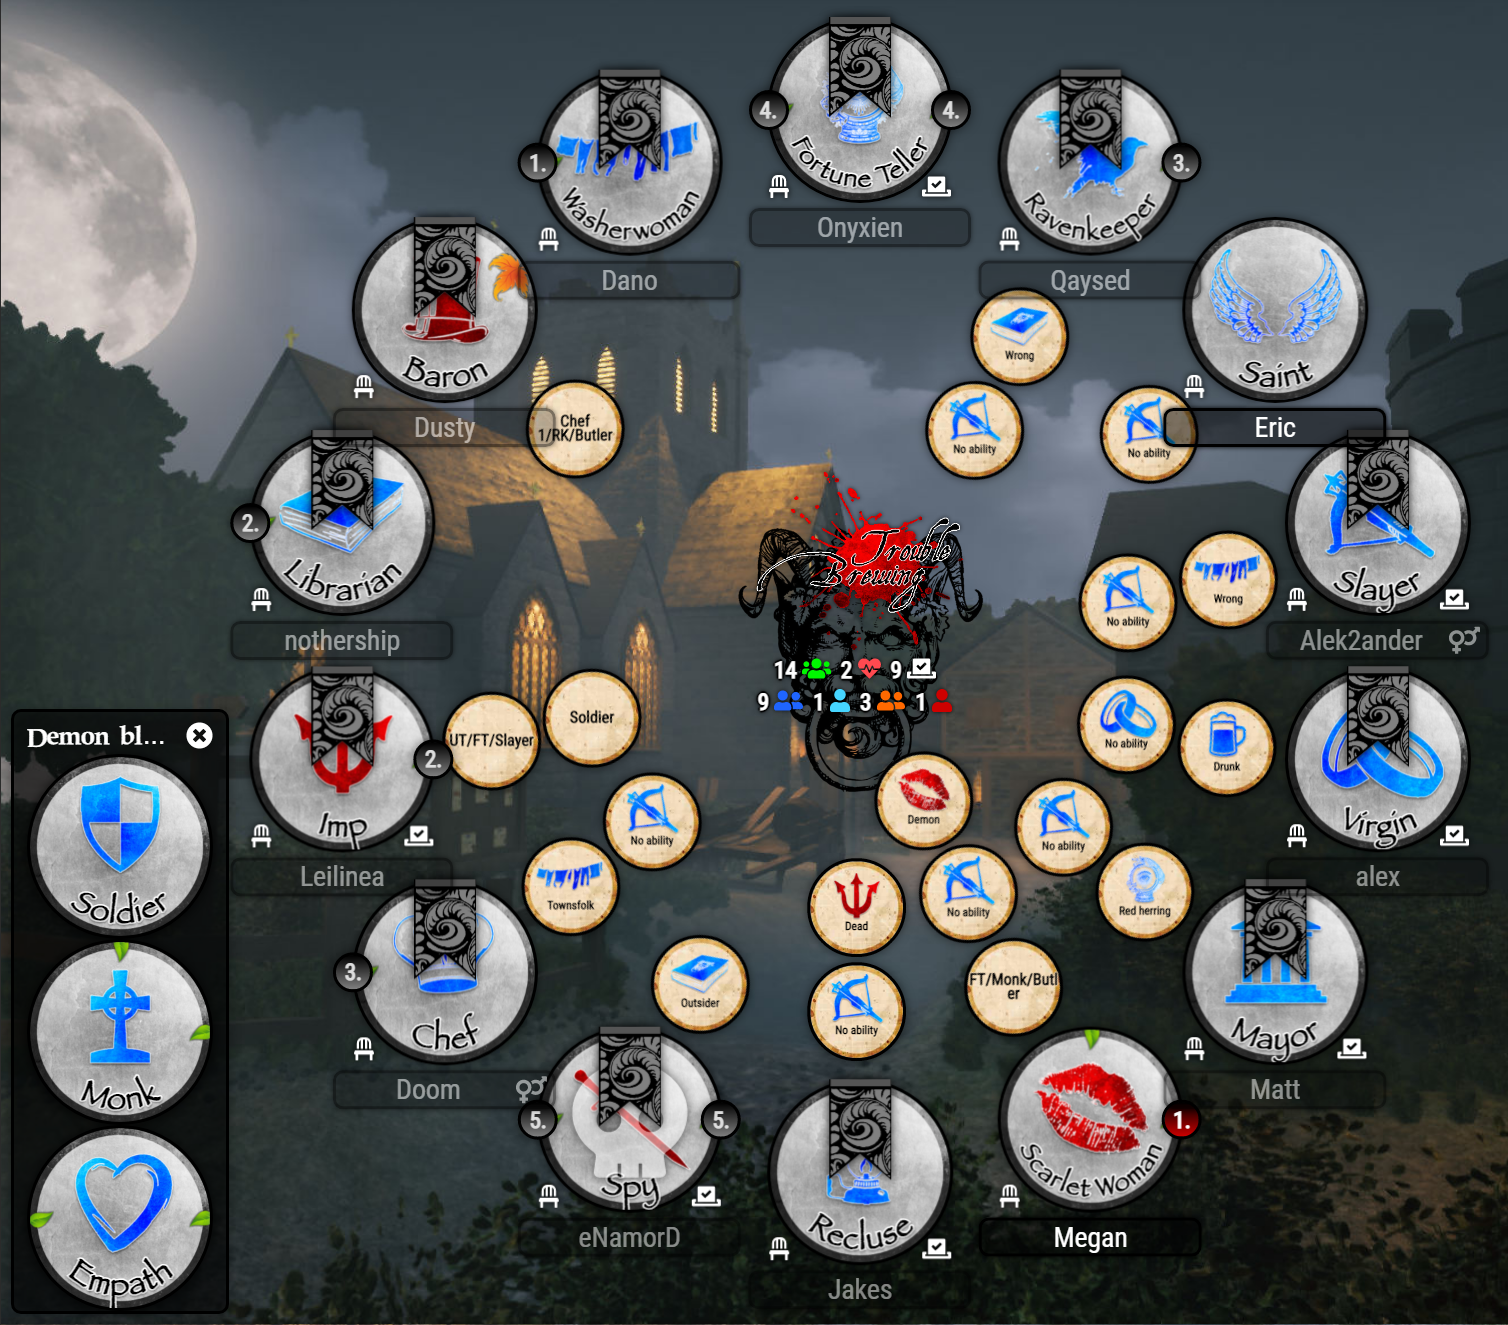 4.
4.
Fortune Teller
Onyxien
1.
Washerwoman
Dano
3.
Ravenkeeper
Qaysed
Baron
Dusty
Saint
Eric
Wrong
Chef
1/RK/Butler
No ability
No ability
2.
Librarian
nothership
Slayer
Alek2ander
Trouble
Brewing
No ability
Wrong
14
2
9
9
1
3
1
Demon bl...
Soldier
Monk
Empath
2.
Imp
Leilinea
UT/FT/Slayer
Soldier
No ability
Drunk
Virgin
alex
Demon
No ability
No ability
Townsfolk
Dead
No ability
Red herring
3.
Chef
Doom
Outsider
No ability
FT/Monk/Butl
er
Mayor
Matt
5.
5.
Spy
eNamorD
Recluse
Jakes
1.
Scarlet Woman
Megan